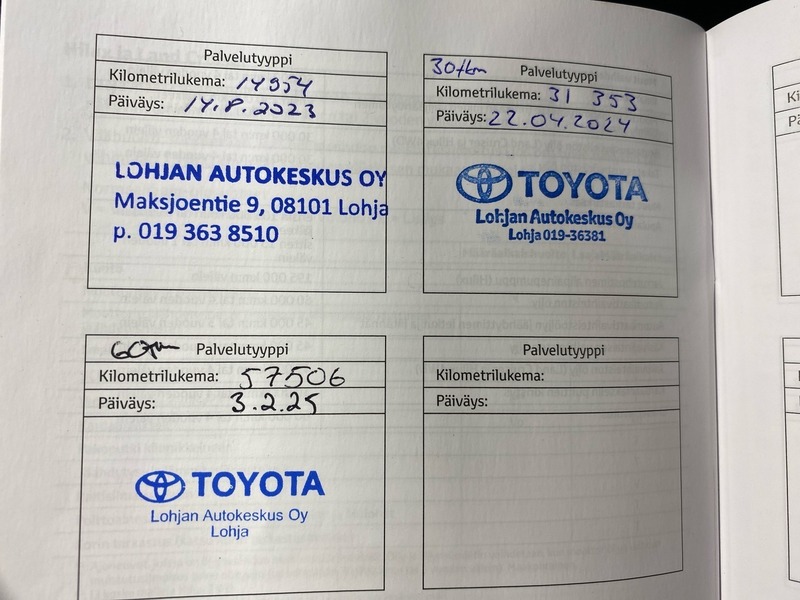 Palvelutyyppi
Kilometrilukema: 14954
Päiväys: 14.8.2023
LOHJAN AUTOKESKUS OY
Maksjoentie 9, 08101 Lohja
p. 019 363 8510
30tkm Palvelutyyppi
Kilometrilukema: 31 353
Päiväys: 22.04.2024
TOYOTA
Lohjan Autokeskus Oy
Lohja 019-36381
Palvelutyyppi
Kilometrilukema: 57506
Päiväys: 3.2.25
TOYOTA
Lohjan Autokeskus Oy
Lohja
Palvelutyyppi
Kilometrilukema:
Päiväys: